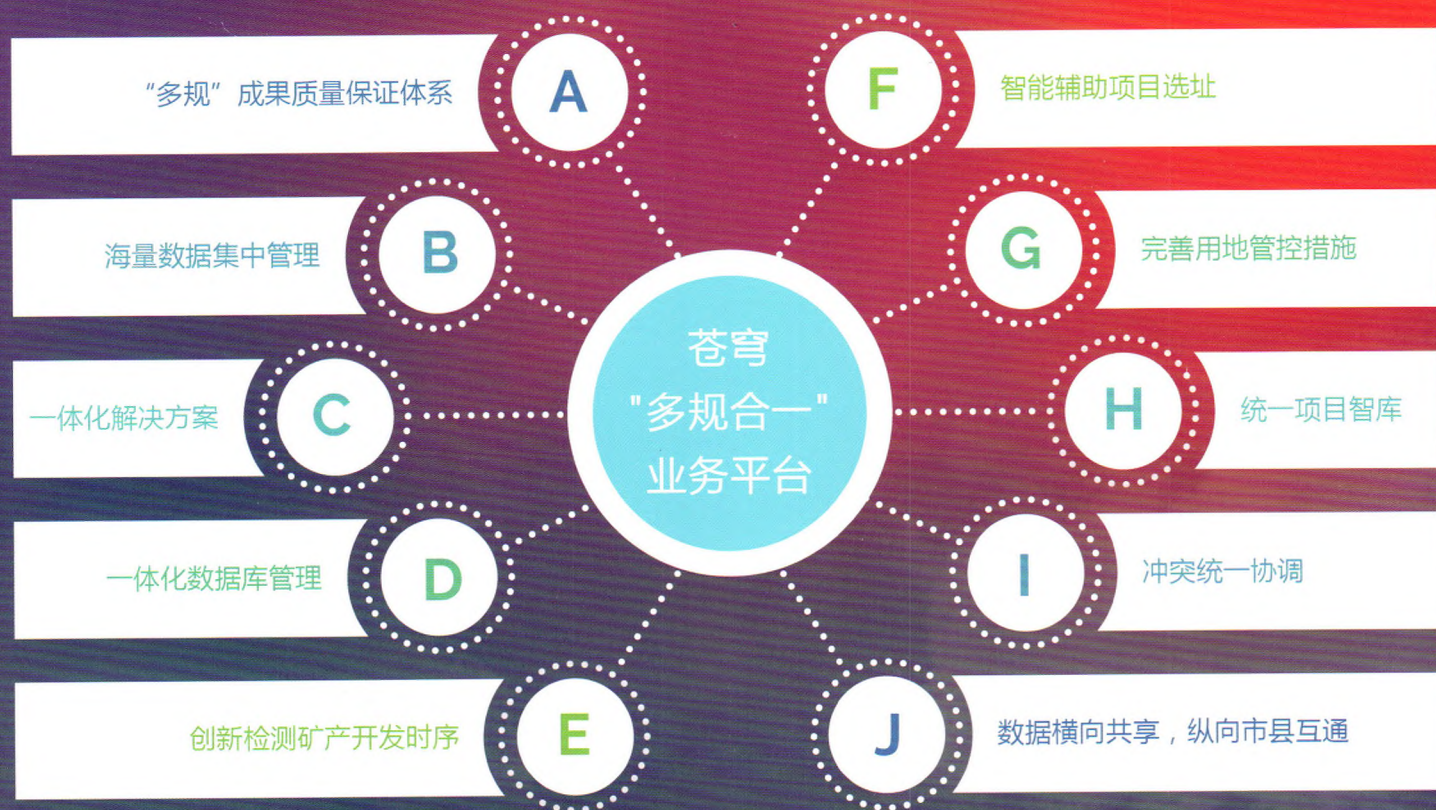 “多规”成果质量保证体系
A
海量数据集中管理
B
一体化解决方案
C
一体化数据库管理
D
创新检测矿产开发时序
E
苍穹
"多规合一"
业务平台
F
智能辅助项目选址
G
完善用地管控措施
H
统一项目智库
I
冲突统一协调
J
数据横向共享，纵向市县互通